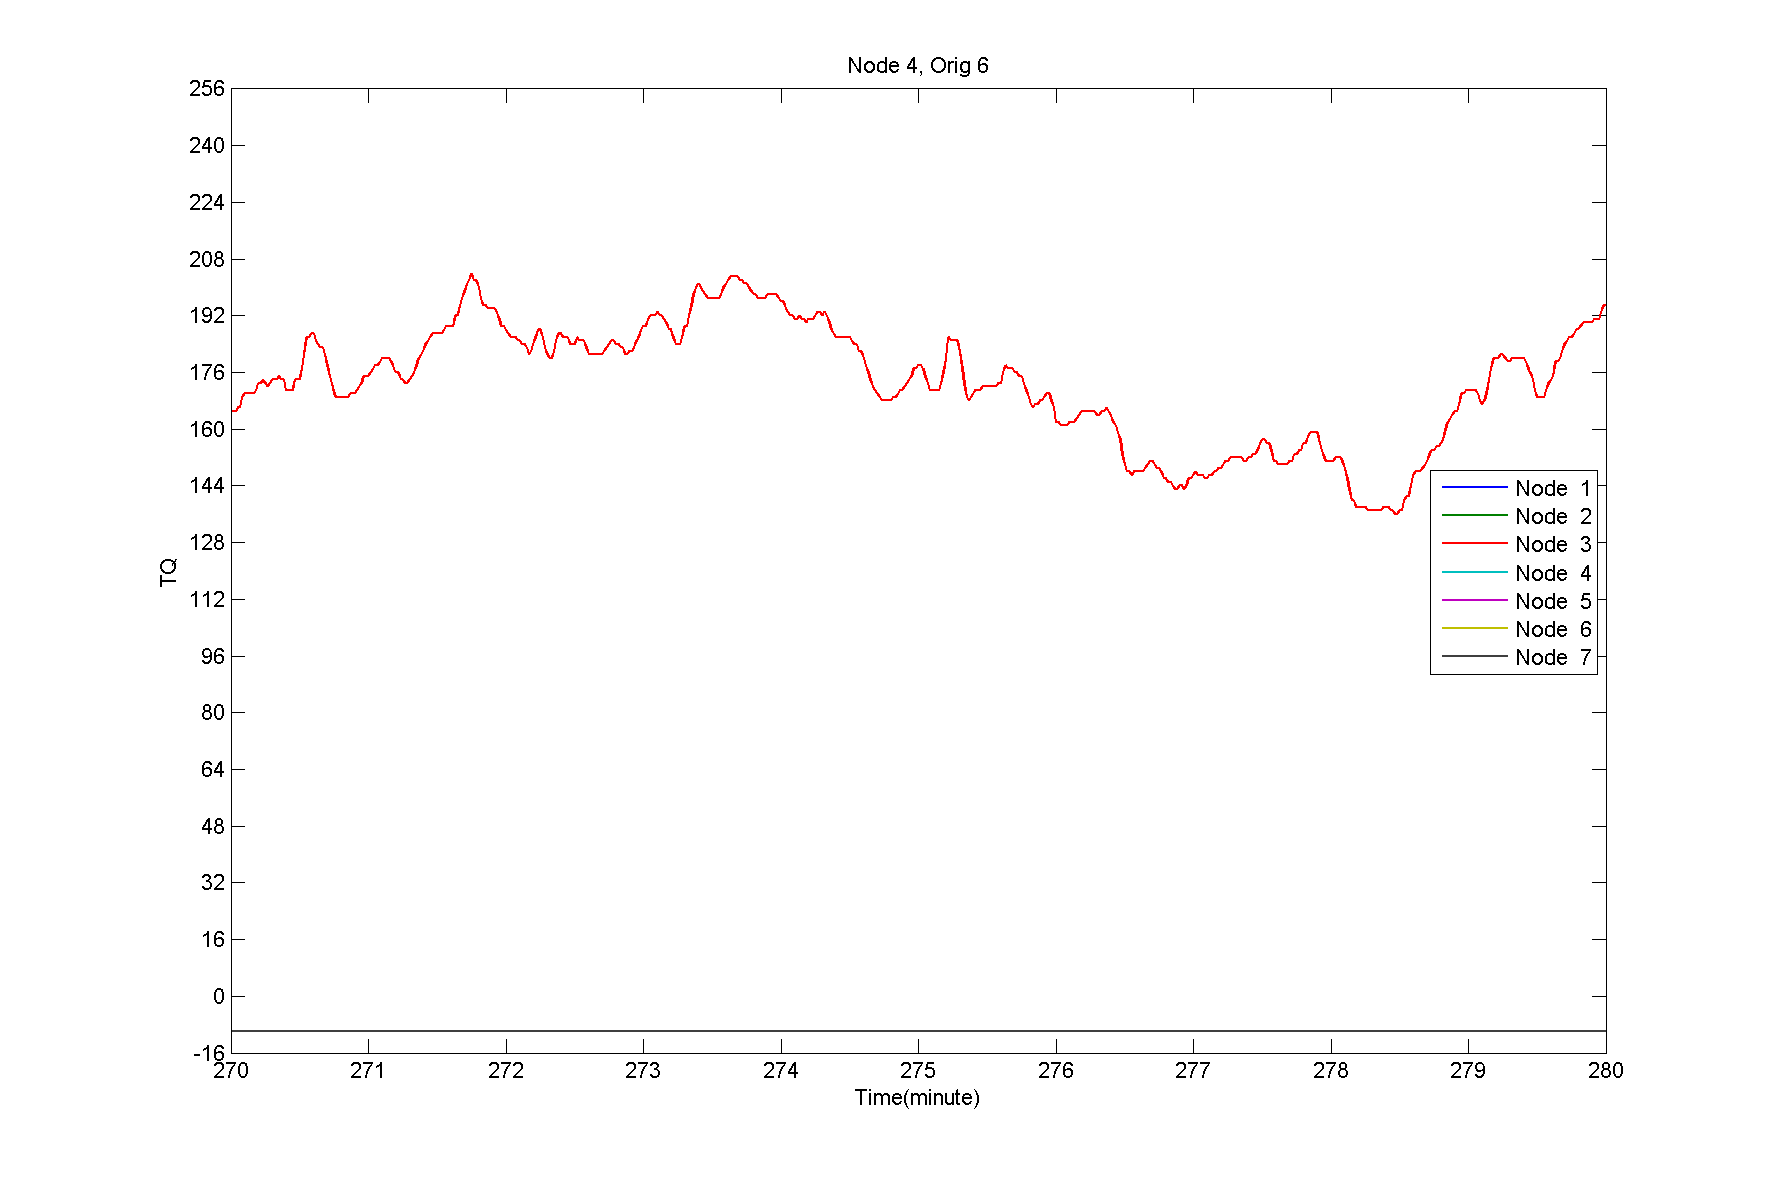 Node 4, Orig 6
256
240
224
208
192
176
160
144
128
112
96
80
64
48
32
16
0
-16
TQ
270 271 272 273 274 275 276 277 278 279 280
Time(minute)
Node 1
Node 2
Node 3
Node 4
Node 5
Node 6
Node 7